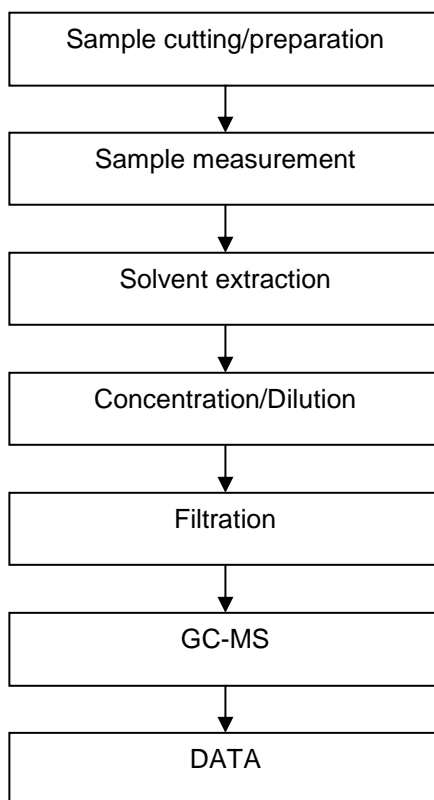 Sample cutting/preparation
Sample measurement
Solvent extraction
Concentration/Dilution
Filtration
GC-MS
DATA